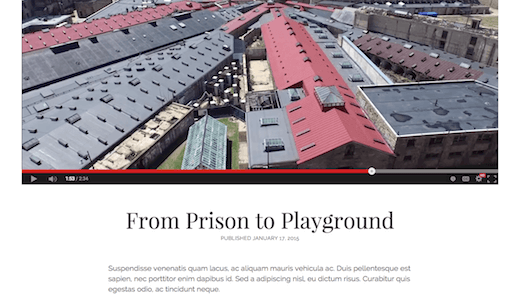 1:53 / 2:34
From Prison to Playground
PUBLISHED JANUARY 17, 2015
Suspendisse venenatis quam lacus, ac aliquam mauris vehicula ac. Duis pellentesque est
sapien, nec porttitor enim dapibus id. Sed a adipiscing nisl, eu dictum risus. Curabitur quis
egestas odio, ac tincidunt neque.